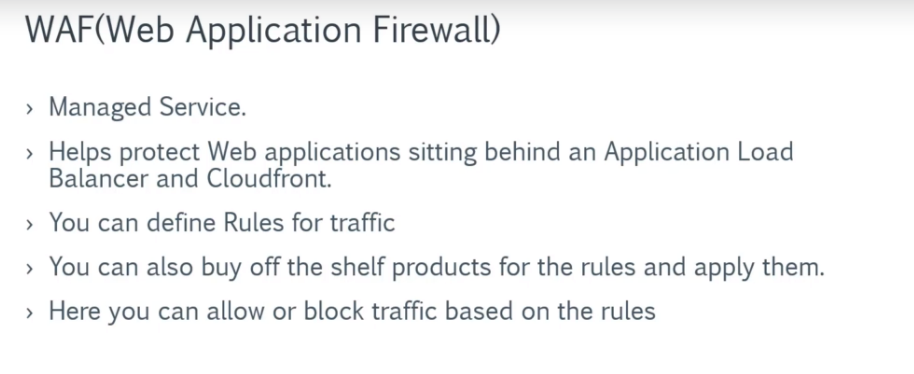 WAF(Web Application Firewall)
› Managed Service.
› Helps protect Web applications sitting behind an Application Load
Balancer and Cloudfront.
› You can define Rules for traffic
› You can also buy off the shelf products for the rules and apply them.
› Here you can allow or block traffic based on the rules